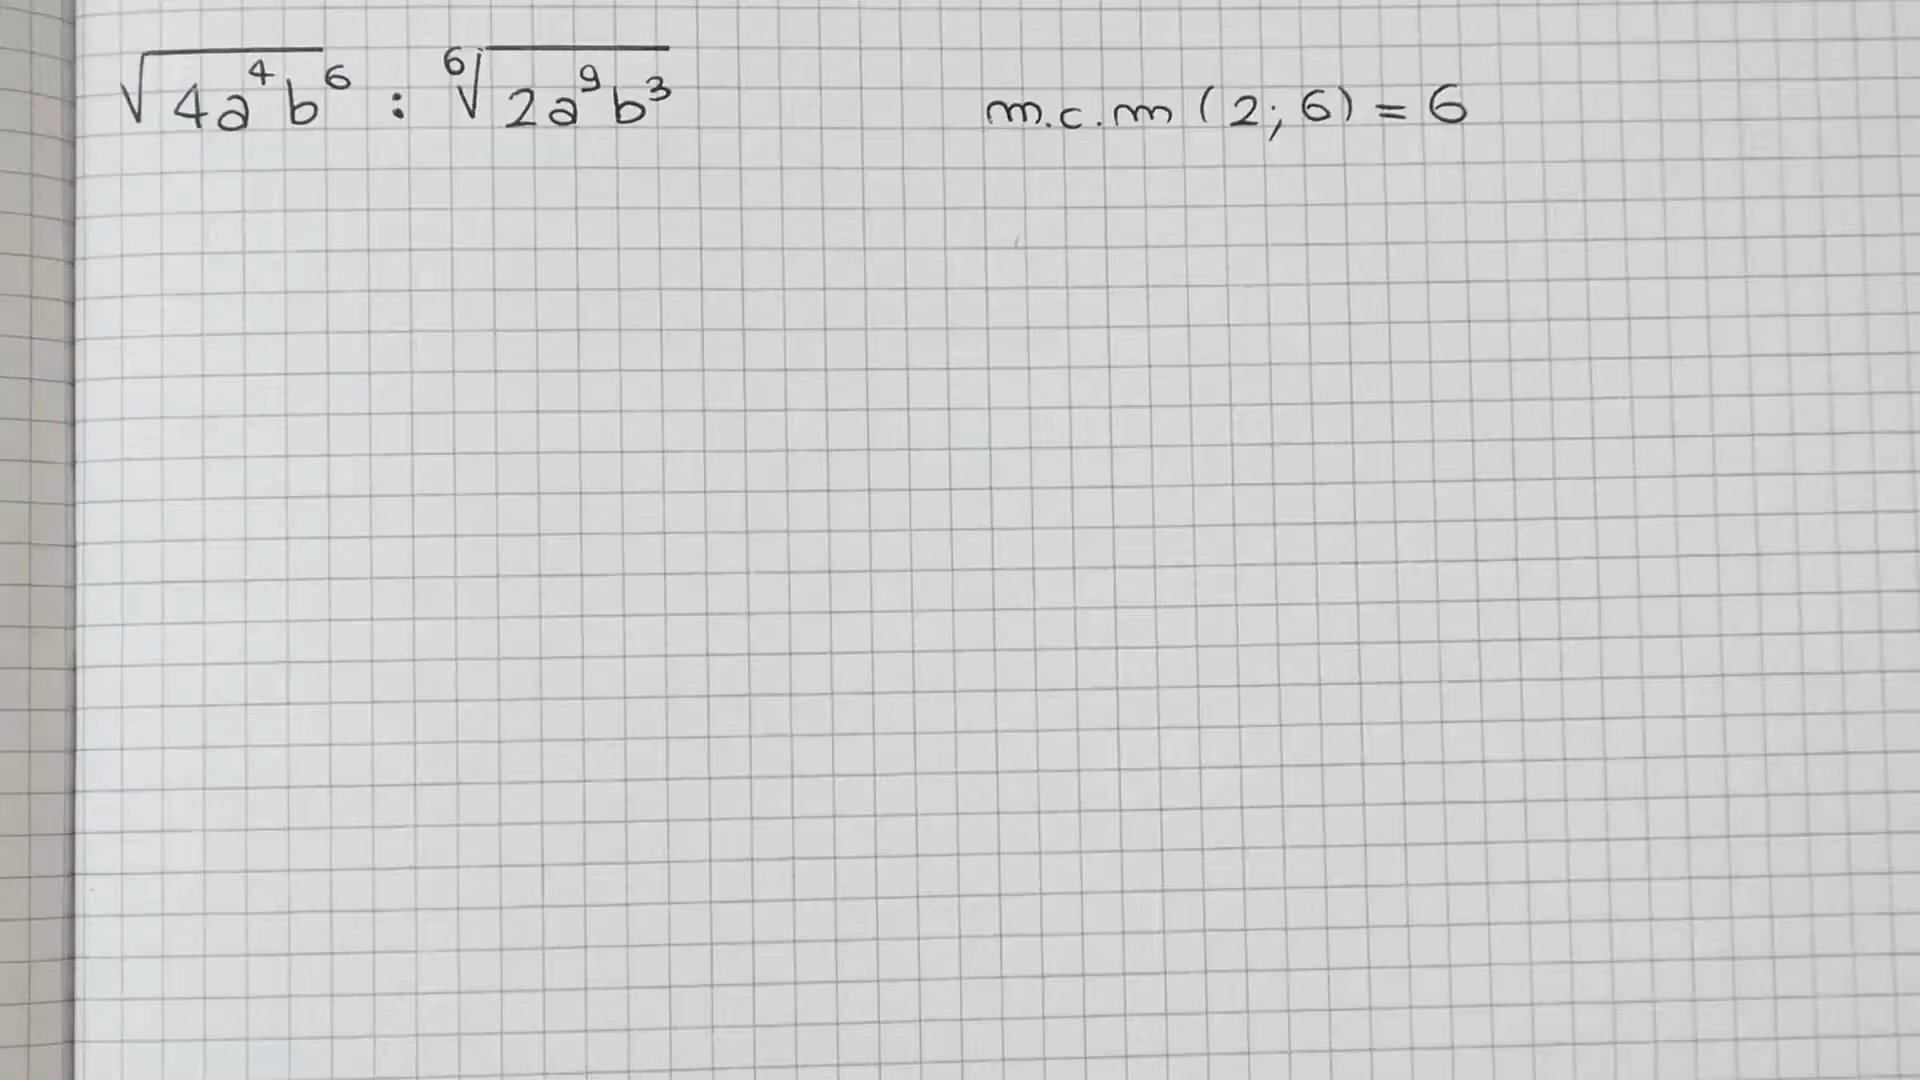 √4a⁴b⁶ : ⁶√2a⁹b³ m.c.m (2; 6) = 6